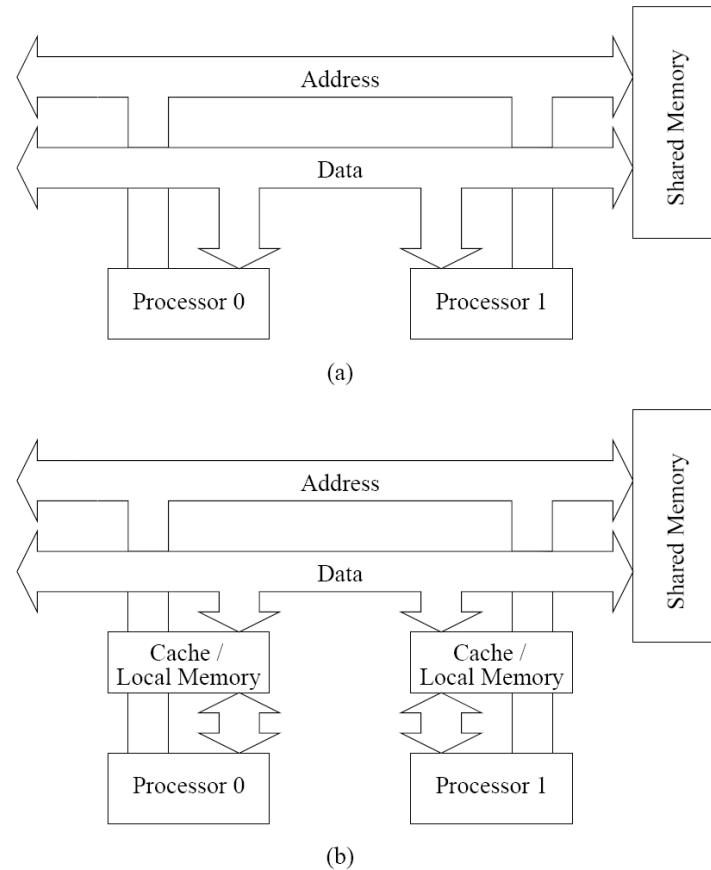 Address
Shared Memory
Data
Processor 0
Processor 1
(a)
Address
Shared Memory
Data
Cache /
Local Memory
Cache /
Local Memory
Processor 0
Processor 1
(b)